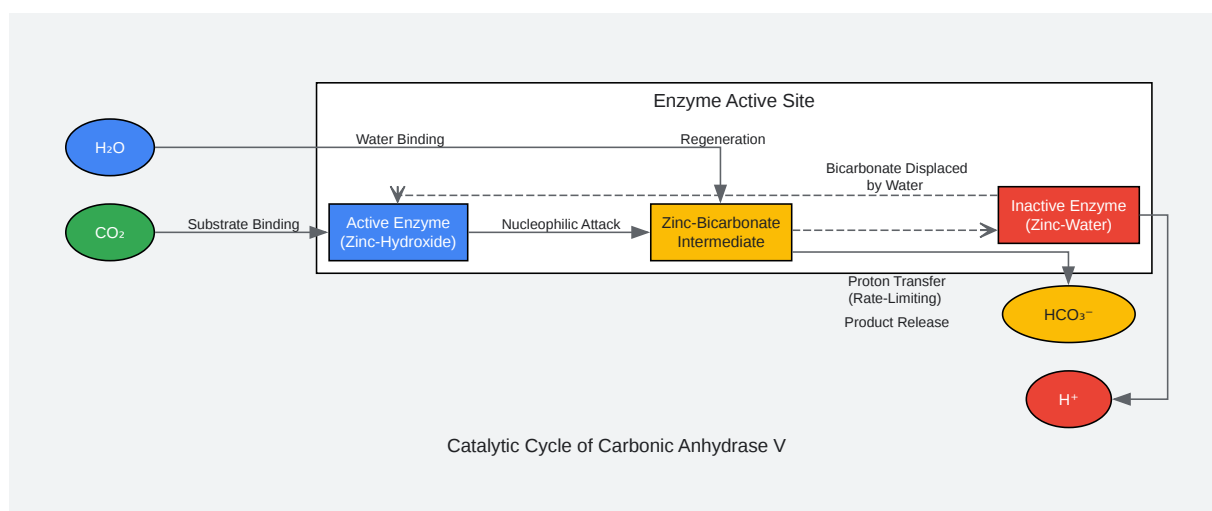 Enzyme Active Site
H₂O
Water Binding
Regeneration
Bicarbonate Displaced
by Water
CO₂
Substrate Binding
Active Enzyme
(Zinc-Hydroxide)
Nucleophilic Attack
Zinc-Bicarbonate
Intermediate
Inactive Enzyme
(Zinc-Water)
Proton Transfer
(Rate-Limiting)
Product Release
HCO₃⁻
H⁺
Catalytic Cycle of Carbonic Anhydrase V